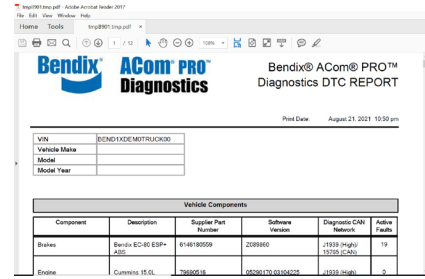 tmp8901.tmp.pdf - Adobe Acrobat Reader 2017
File Edit View Window Help
Home Tools tmp8901.tmp.pdf ×
1 / 12 108%
Bendix® ACom® PRO™ Diagnostics
Bendix® ACom® PRO™
Diagnostics DTC REPORT
Print Date: August 21, 2021 10:50 pm
VIN BEND1XDEM0TRUCK00
Vehicle Make
Model
Model Year
Vehicle Components
Component Description Supplier Part Number Software Version Diagnostic CAN Network Active Faults
Brakes Bendix EC-80 ESP+ ABS 6146180559 Z089860 J1939 (High)/ 15765 (CAN) 19
Engine Cummins 15.0L 79690516 05290170 03104225 J1939 (High) 0